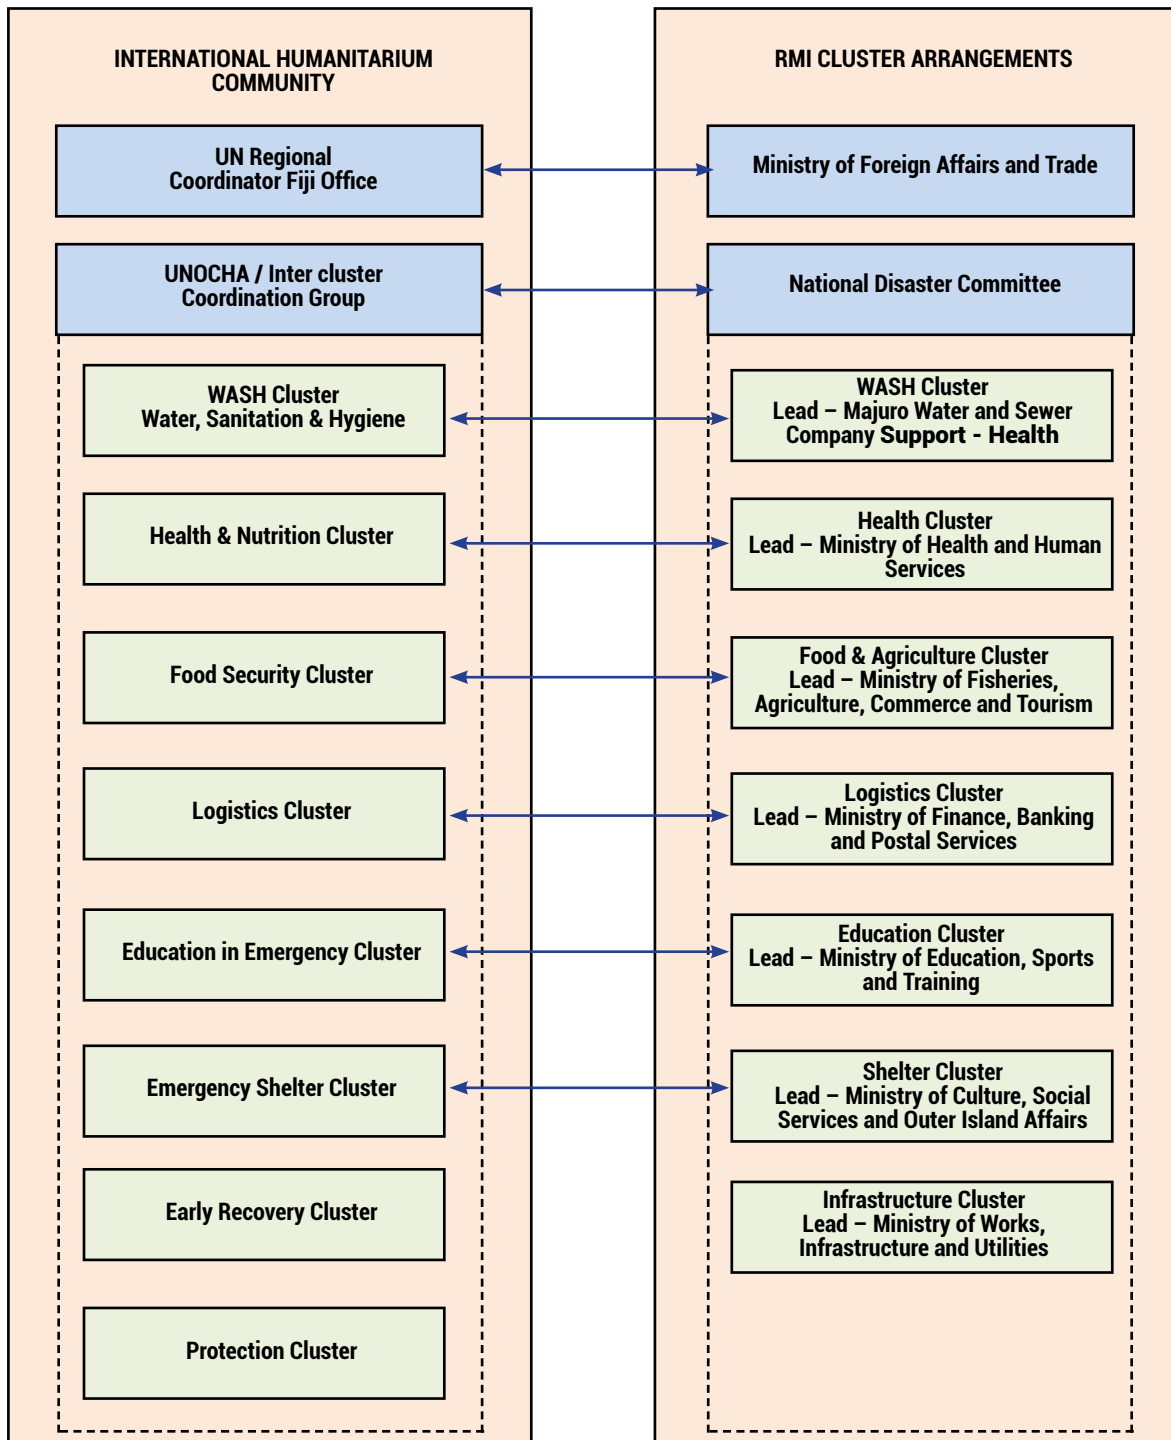 INTERNATIONAL HUMANITARIUM
COMMUNITY
UN Regional
Coordinator Fiji Office
UNOCHA / Inter cluster
Coordination Group
WASH Cluster
Water, Sanitation & Hygiene
Health & Nutrition Cluster
Food Security Cluster
Logistics Cluster
Education in Emergency Cluster
Emergency Shelter Cluster
Early Recovery Cluster
Protection Cluster
RMI CLUSTER ARRANGEMENTS
Ministry of Foreign Affairs and Trade
National Disaster Committee
WASH Cluster
Lead – Majuro Water and Sewer
Company Support - Health
Health Cluster
Lead – Ministry of Health and Human
Services
Food & Agriculture Cluster
Lead – Ministry of Fisheries,
Agriculture, Commerce and Tourism
Logistics Cluster
Lead – Ministry of Finance, Banking
and Postal Services
Education Cluster
Lead – Ministry of Education, Sports
and Training
Shelter Cluster
Lead – Ministry of Culture, Social
Services and Outer Island Affairs
Infrastructure Cluster
Lead – Ministry of Works,
Infrastructure and Utilities